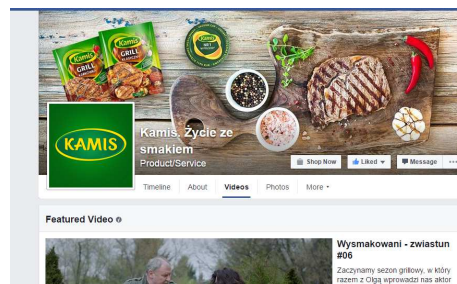 Kamis
GRILL
Kamis
GRILL
KAMIS
Kamis. Życie ze
smakiem
Product/Service
Shop Now
Liked
Message
Timeline
About
Videos
Photos
More
Featured Video
Wysmakowani - zwiastun
#06
Zaczynamy sezon grillowy, w który
razem z Olgą wprowadzi nas aktor